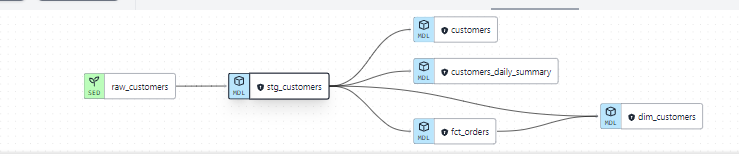 customers
MDL
customers_daily_summary
MDL
raw_customers
SED
stg_customers
MDL
dim_customers
MDL
fct_orders
MDL